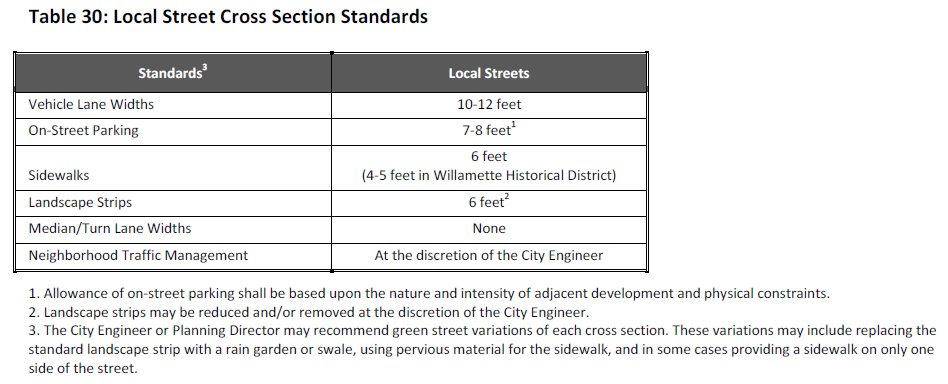 Table 30: Local Street Cross Section Standards
Standards³ Local Streets
Vehicle Lane Widths 10-12 feet
On-Street Parking 7-8 feet¹
6 feet
Sidewalks (4-5 feet in Willamette Historical District)
Landscape Strips 6 feet²
Median/Turn Lane Widths None
Neighborhood Traffic Management At the discretion of the City Engineer
1. Allowance of on-street parking shall be based upon the nature and intensity of adjacent development and physical constraints.
2. Landscape strips may be reduced and/or removed at the discretion of the City Engineer.
3. The City Engineer or Planning Director may recommend green street variations of each cross section. These variations may include replacing the
standard landscape strip with a rain garden or swale, using pervious material for the sidewalk, and in some cases providing a sidewalk on only one
side of the street.